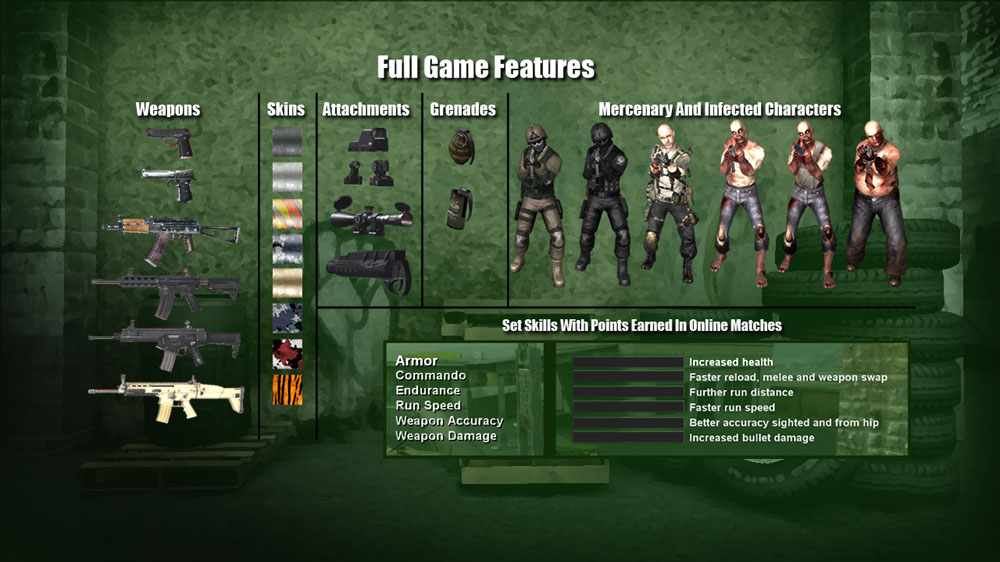 Full Game Features
Weapons
Skins
Attachments
Grenades
Mercenary And Infected Characters
Set Skills With Points Earned In Online Matches
Armor
Commando
Endurance
Run Speed
Weapon Accuracy
Weapon Damage
Increased health
Faster reload, melee and weapon swap
Further run distance
Faster run speed
Better accuracy sighted and from hip
Increased bullet damage